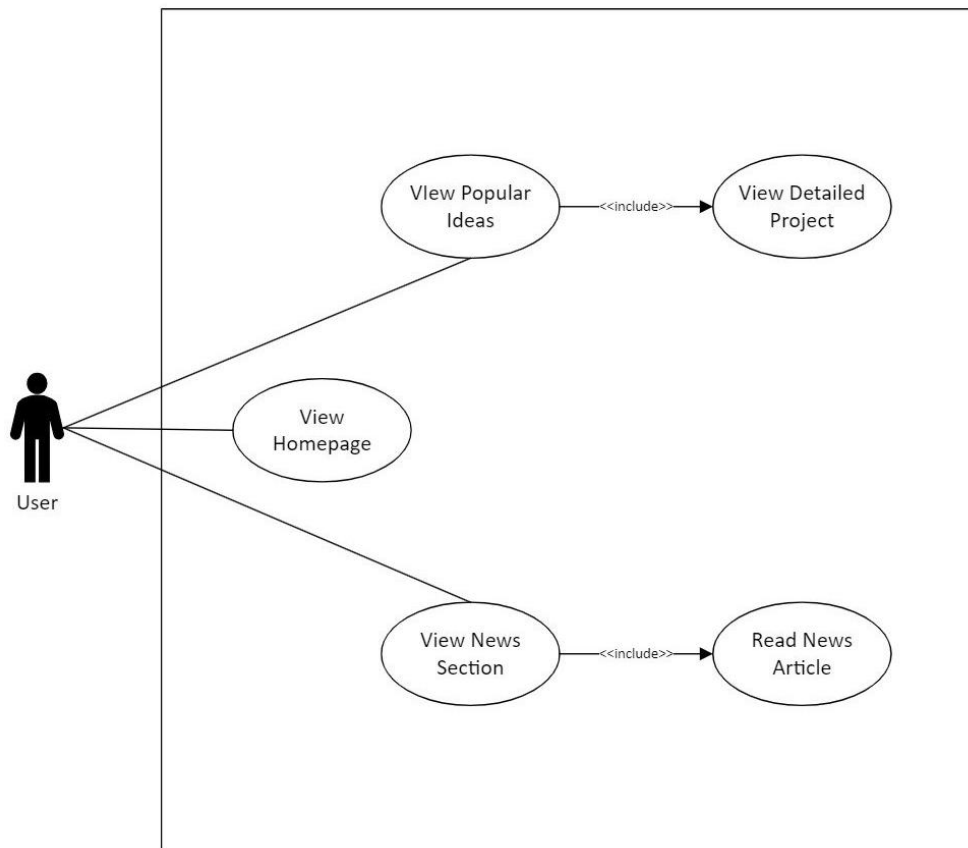 VIew Popular
Ideas
<<include>>
View Detailed
Project
View
Homepage
User
View News
Section
<<include>>
Read News
Article